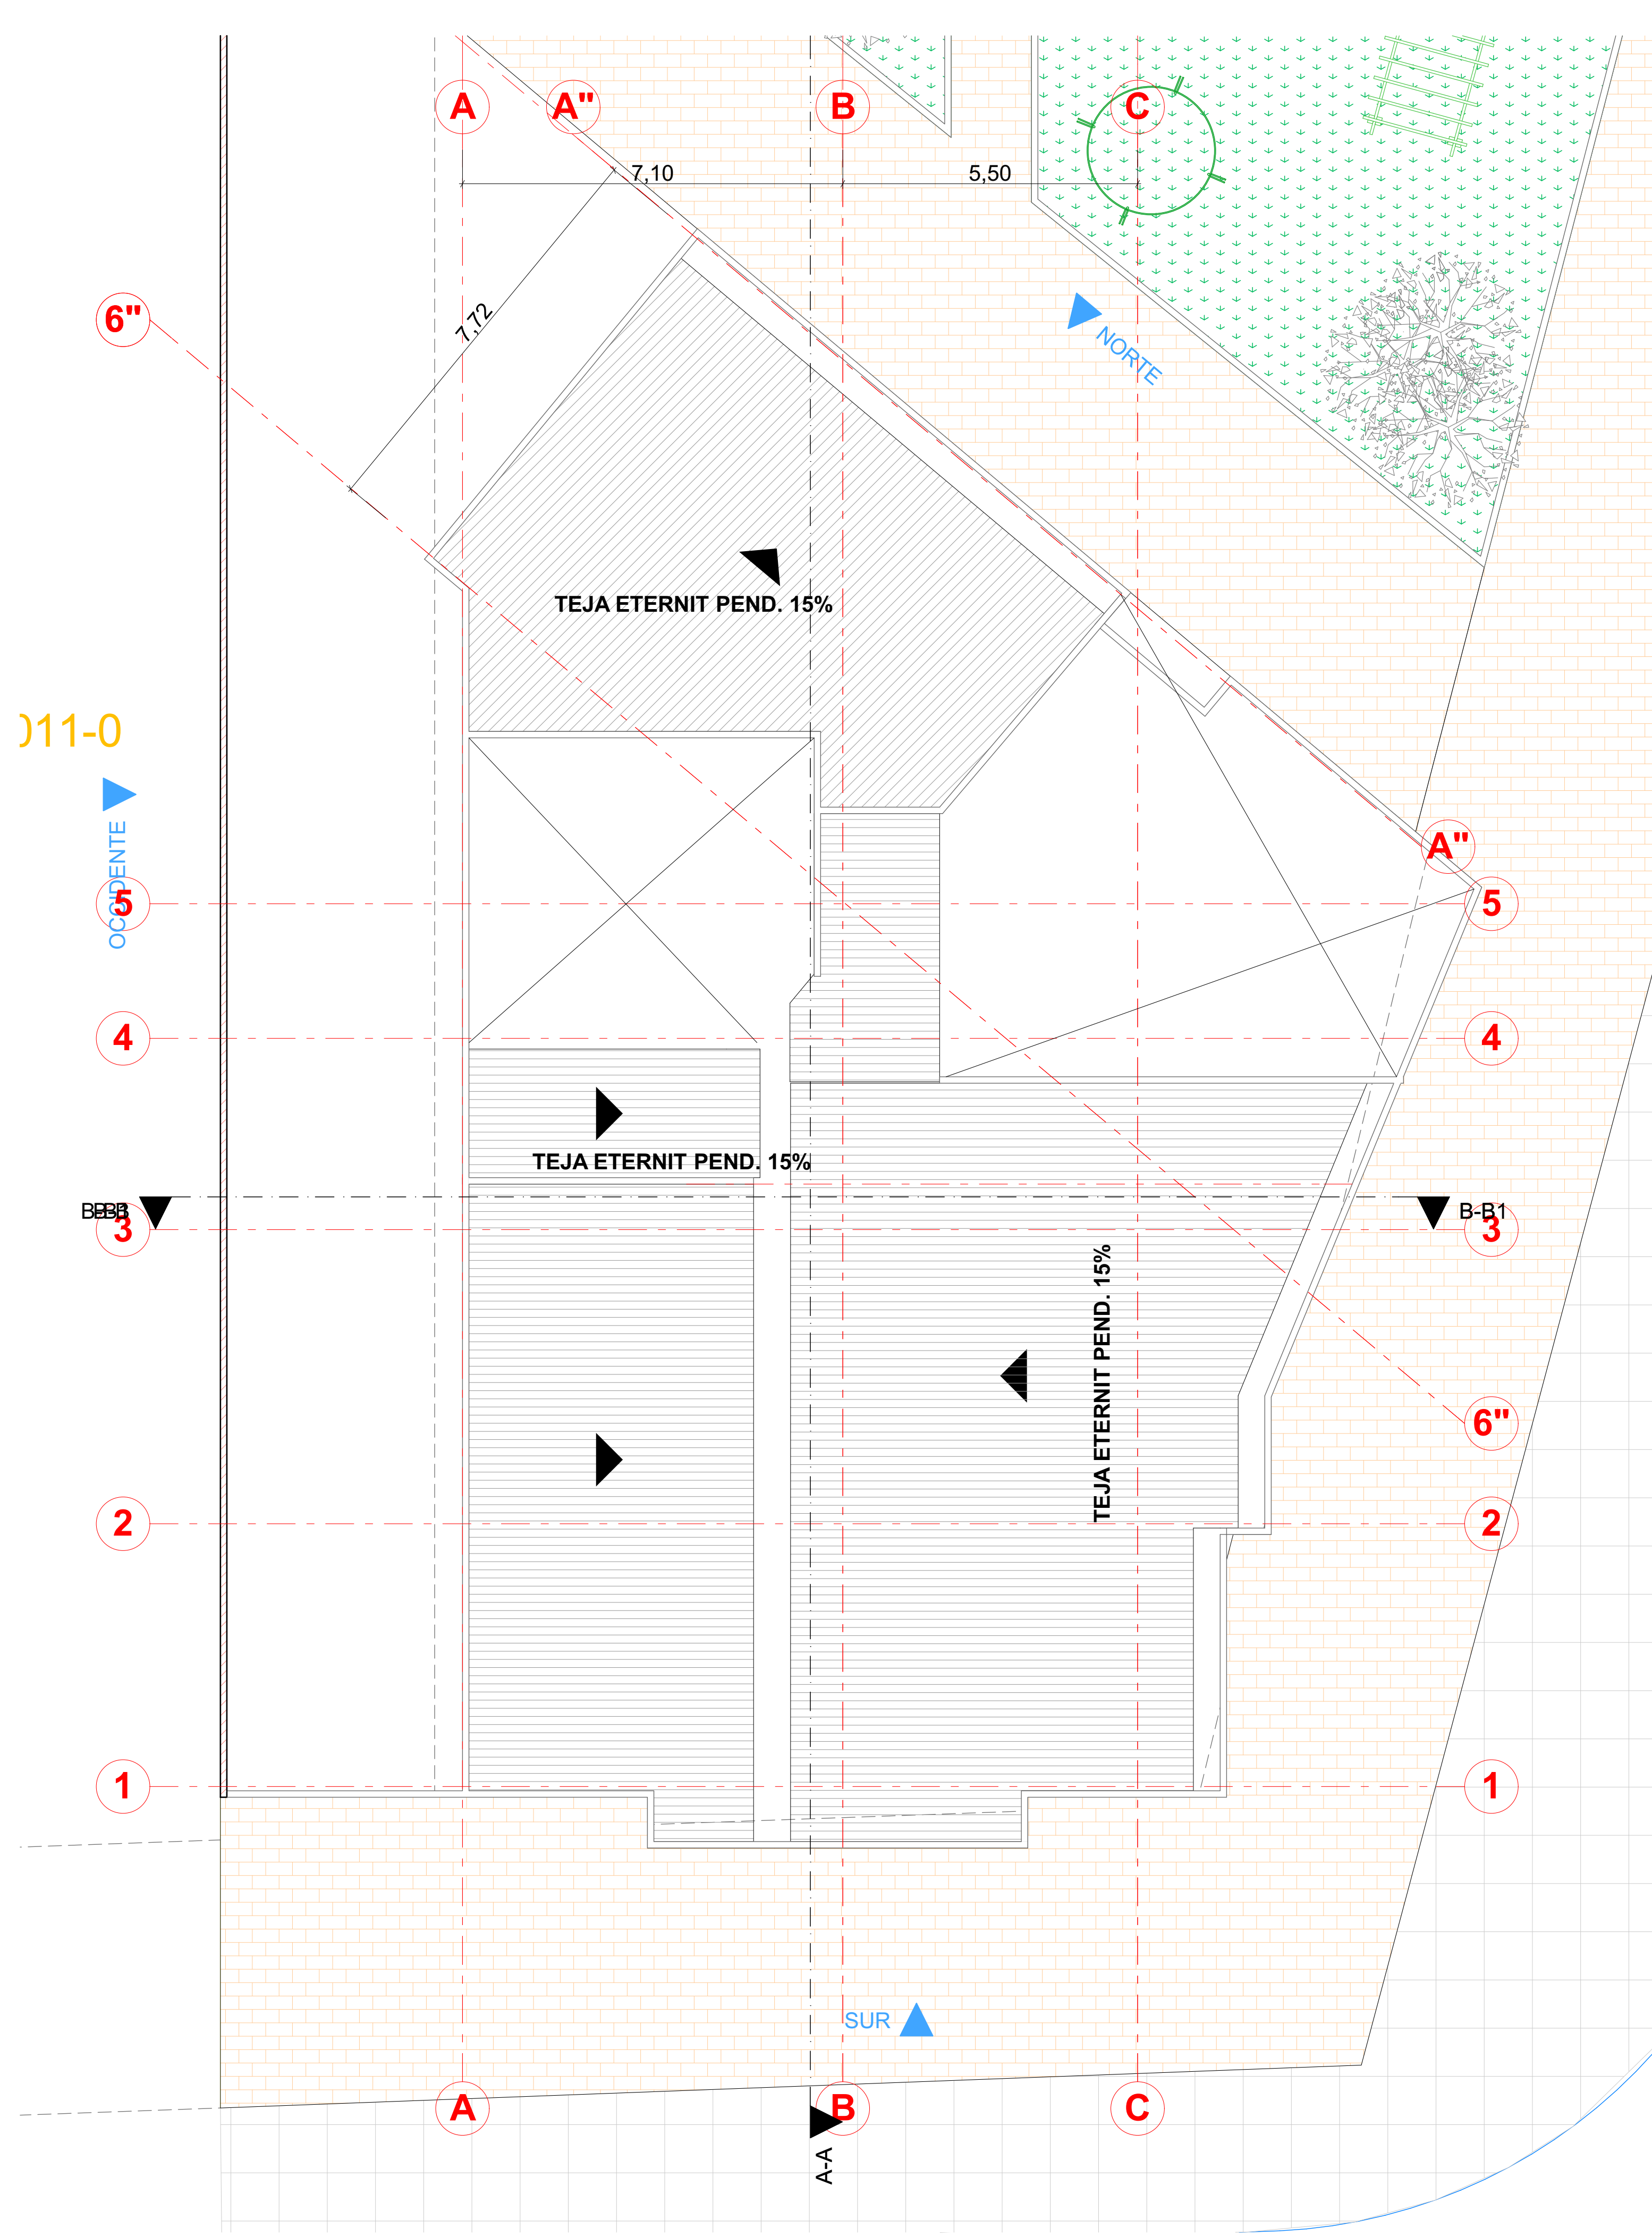 A
A"
B
C
7,10
5,50
6"
7,72
NORTE
TEJA ETERNIT PEND. 15%
011-0
OCCIDENTE
A"
5
5
4
4
TEJA ETERNIT PEND. 15%
B-B1
3
3
TEJA ETERNIT PEND. 15%
6"
2
2
1
1
SUR
A
B
C
A-A